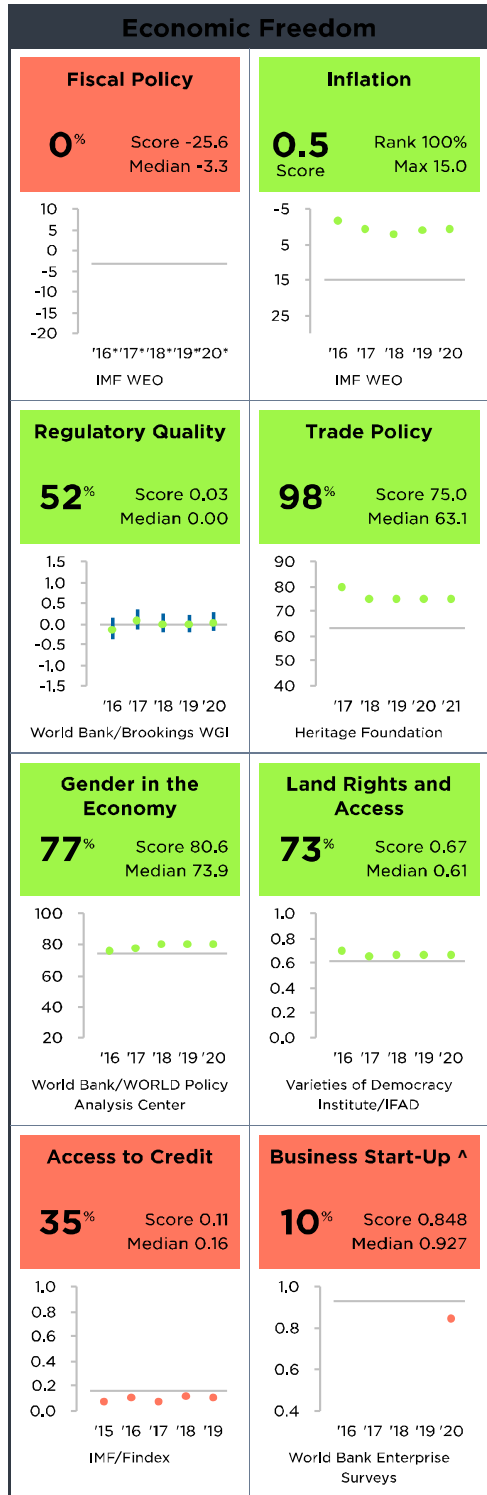 Economic Freedom
Fiscal Policy
0%
Score -25.6
Median -3.3
10
5
0
-5
-10
-15
-20
'16* '17* '18* '19* '20*
IMF WEO
Inflation
0.5
Score
Rank 100%
Max 15.0
-5
5
15
25
'16 '17 '18 '19 '20
IMF WEO
Regulatory Quality
52%
Score 0.03
Median 0.00
1.5
1.0
0.5
0.0
-0.5
-1.0
-1.5
'16 '17 '18 '19 '20
World Bank/Brookings WGI
Trade Policy
98%
Score 75.0
Median 63.1
90
80
70
60
50
40
'17 '18 '19 '20 '21
Heritage Foundation
Gender in the
Economy
77%
Score 80.6
Median 73.9
100
80
60
40
20
'16 '17 '18 '19 '20
World Bank/WORLD Policy
Analysis Center
Land Rights and
Access
73%
Score 0.67
Median 0.61
1.0
0.8
0.6
0.4
0.2
0.0
'16 '17 '18 '19 '20
Varieties of Democracy
Institute/IFAD
Access to Credit
35%
Score 0.11
Median 0.16
1.0
0.8
0.6
0.4
0.2
0.0
'15 '16 '17 '18 '19
IMF/Findex
Business Start-Up ^
10%
Score 0.848
Median 0.927
1.0
0.8
0.6
0.4
'16 '17 '18 '19 '20
World Bank Enterprise
Surveys